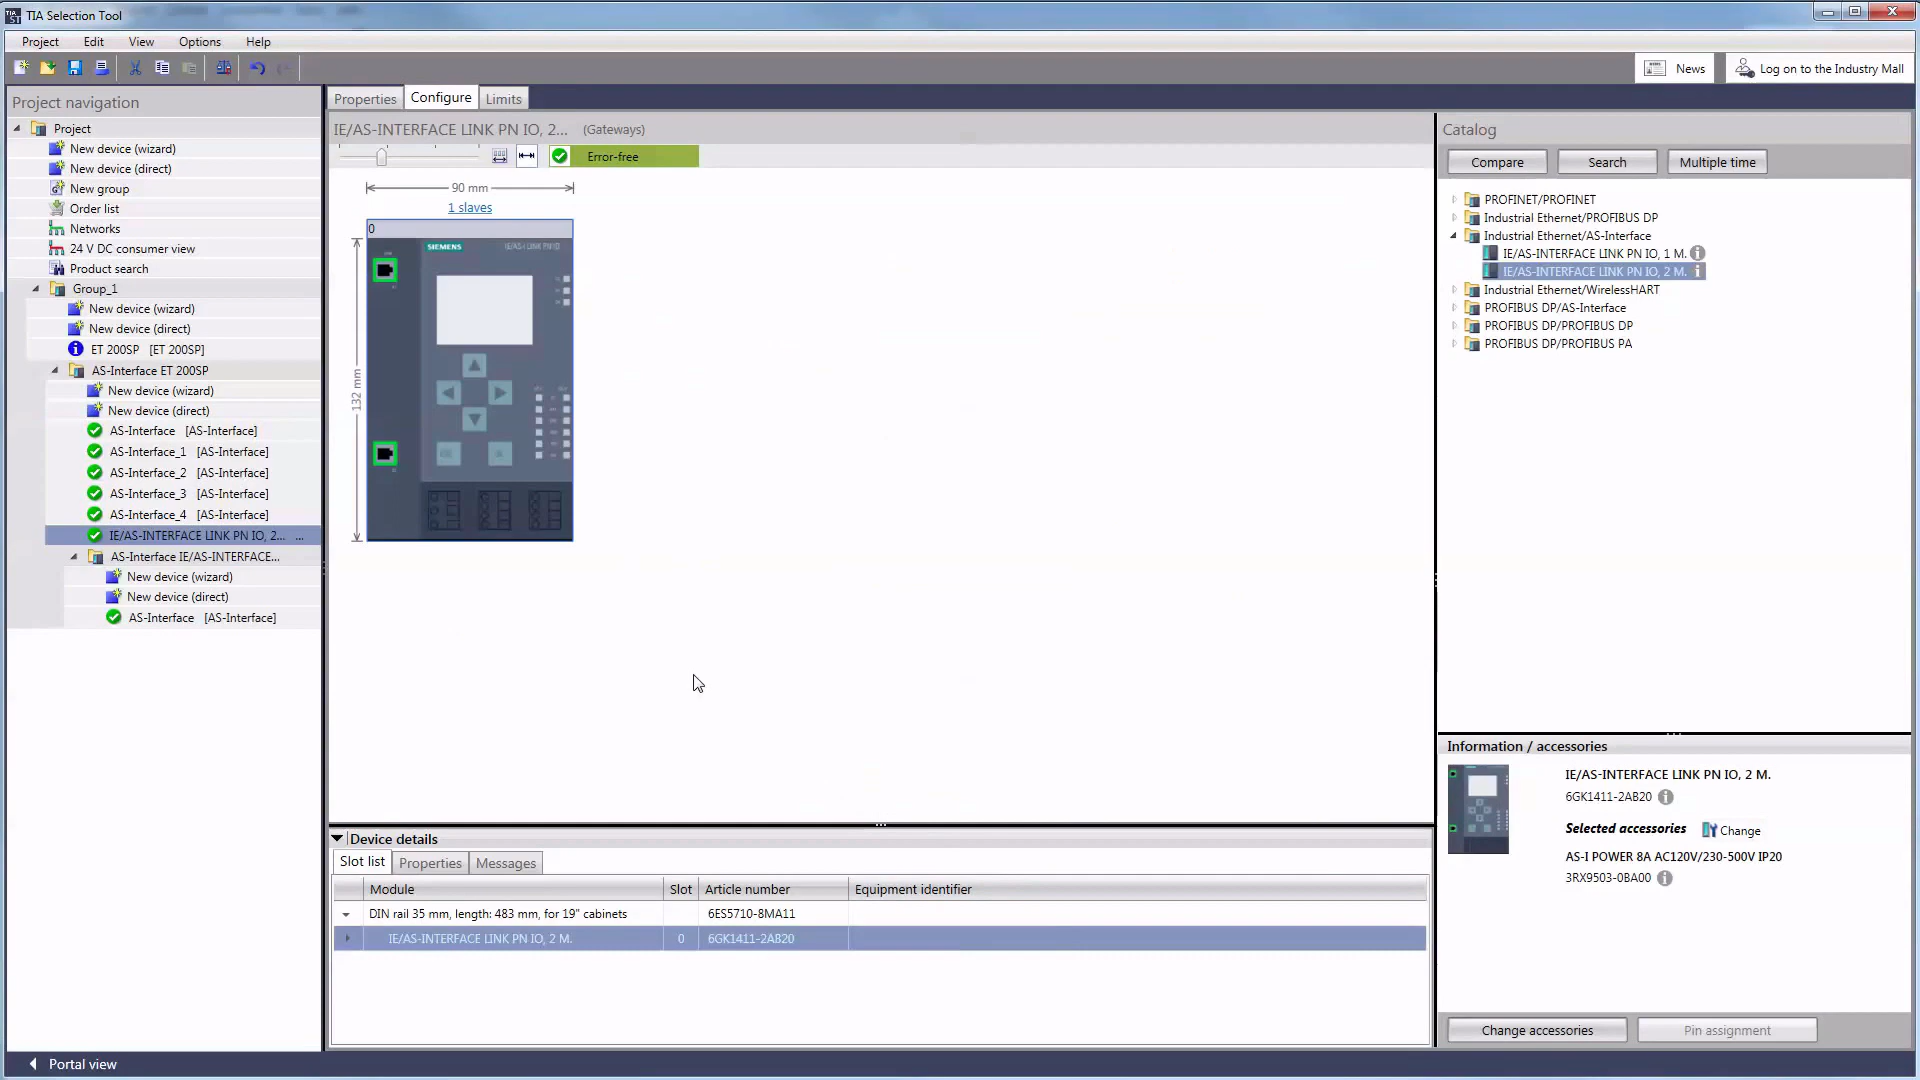 TIA Selection Tool
Project Edit View Options Help
News
Log on to the Industry Mall
Project navigation
Project
New device (wizard)
New device (direct)
New group
Order list
Networks
24 V DC consumer view
Product search
Group_1
New device (wizard)
New device (direct)
ET 200SP [ET 200SP]
AS-Interface ET 200SP
New device (wizard)
New device (direct)
AS-Interface [AS-Interface]
AS-Interface_1 [AS-Interface]
AS-Interface_2 [AS-Interface]
AS-Interface_3 [AS-Interface]
AS-Interface_4 [AS-Interface]
IE/AS-INTERFACE LINK PN IO, 2... ...
AS-Interface IE/AS-INTERFACE...
New device (wizard)
New device (direct)
AS-Interface [AS-Interface]
Portal view
Properties Configure Limits
IE/AS-INTERFACE LINK PN IO, 2... (Gateways)
Error-free
90 mm
1 slaves
0
132 mm
SIEMENS
IE/AS-i LINK PN IO
Device details
Slot list Properties Messages
Module Slot Article number Equipment identifier
DIN rail 35 mm, length: 483 mm, for 19" cabinets 6ES5710-8MA11
IE/AS-INTERFACE LINK PN IO, 2 M. 0 6GK1411-2AB20
Catalog
Compare Search Multiple time
PROFINET/PROFINET
Industrial Ethernet/PROFIBUS DP
Industrial Ethernet/AS-Interface
IE/AS-INTERFACE LINK PN IO, 1 M.
IE/AS-INTERFACE LINK PN IO, 2 M.
Industrial Ethernet/WirelessHART
PROFIBUS DP/AS-Interface
PROFIBUS DP/PROFIBUS DP
PROFIBUS DP/PROFIBUS PA
Information / accessories
IE/AS-INTERFACE LINK PN IO, 2 M.
6GK1411-2AB20
Selected accessories Change
AS-I POWER 8A AC120V/230-500V IP20
3RX9503-0BA00
Change accessories Pin assignment